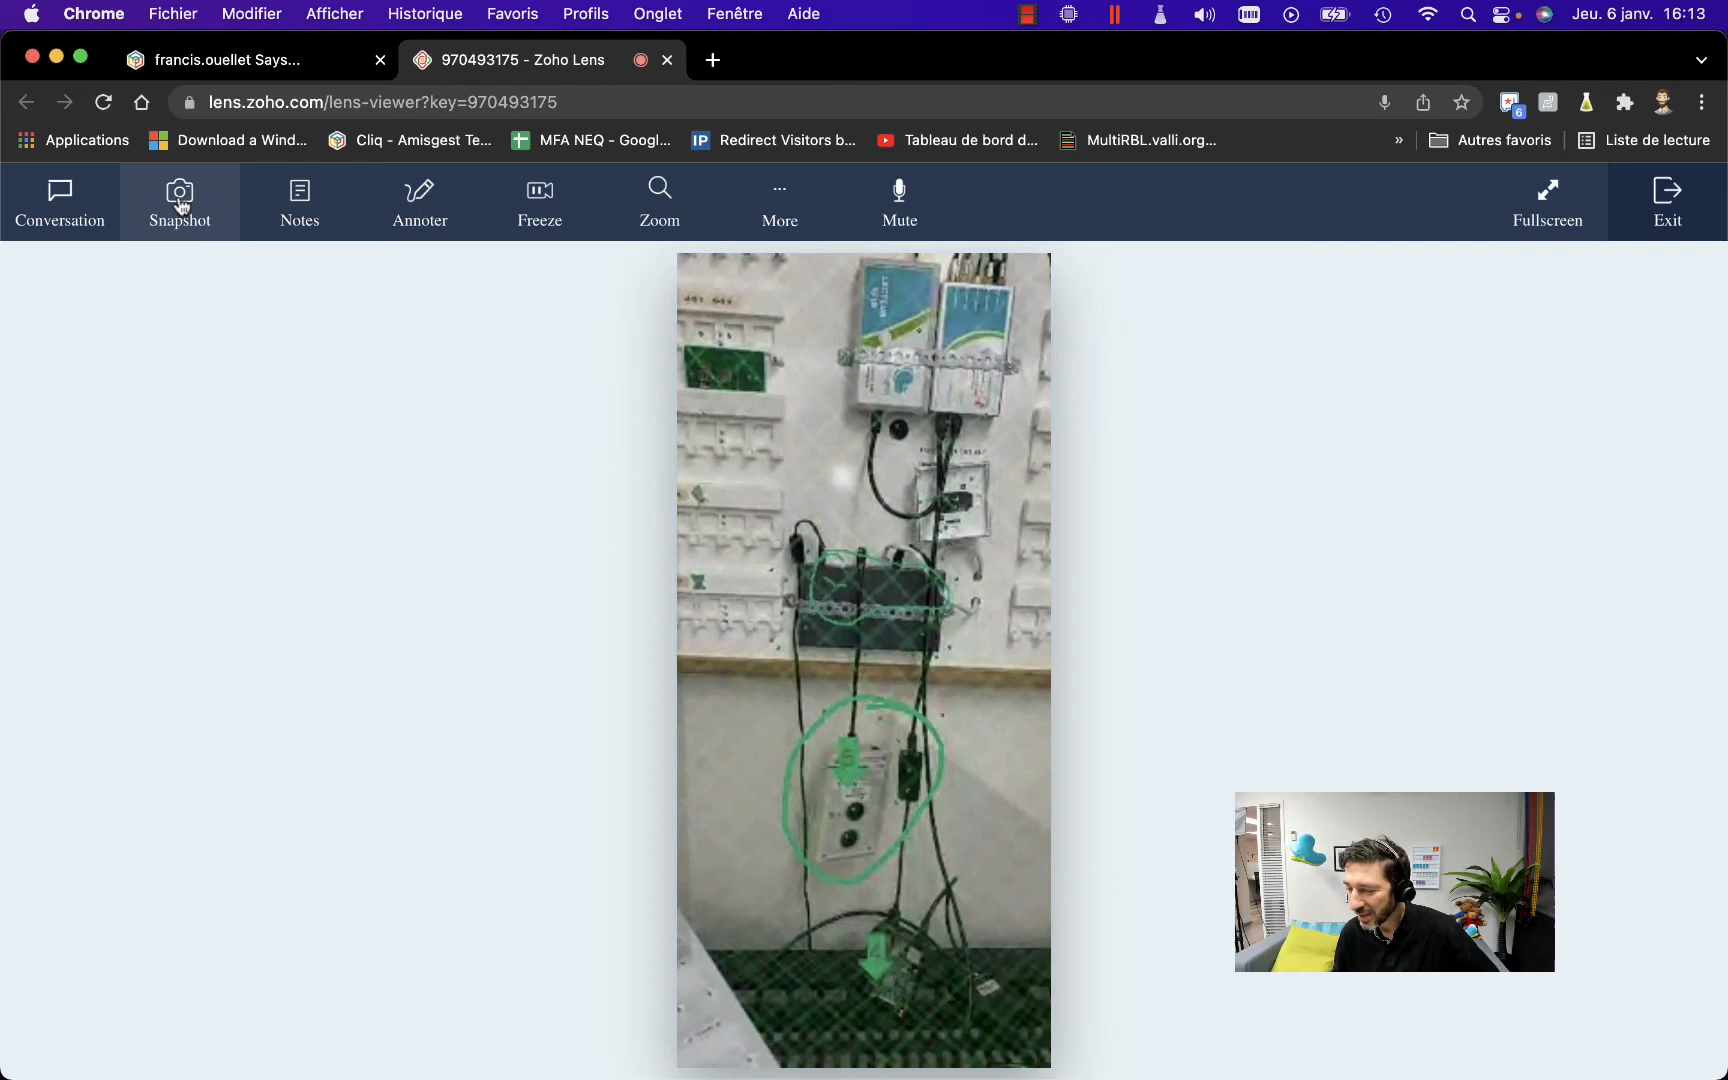 Chrome Fichier Modifier Afficher Historique Favoris Profils Onglet Fenêtre Aide Jeu. 6 janv. 16:13
francis.ouellet Says... 970493175 - Zoho Lens
lens.zoho.com/lens-viewer?key=970493175 6
Applications Download a Wind... Cliq - Amisgest Te... MFA NEQ - Googl... IP Redirect Visitors b... Tableau de bord d... MultiRBL.valli.org... » Autres favoris Liste de lecture
Conversation Snapshot Notes Annoter Freeze Zoom More Mute Fullscreen Exit
LECTEUR